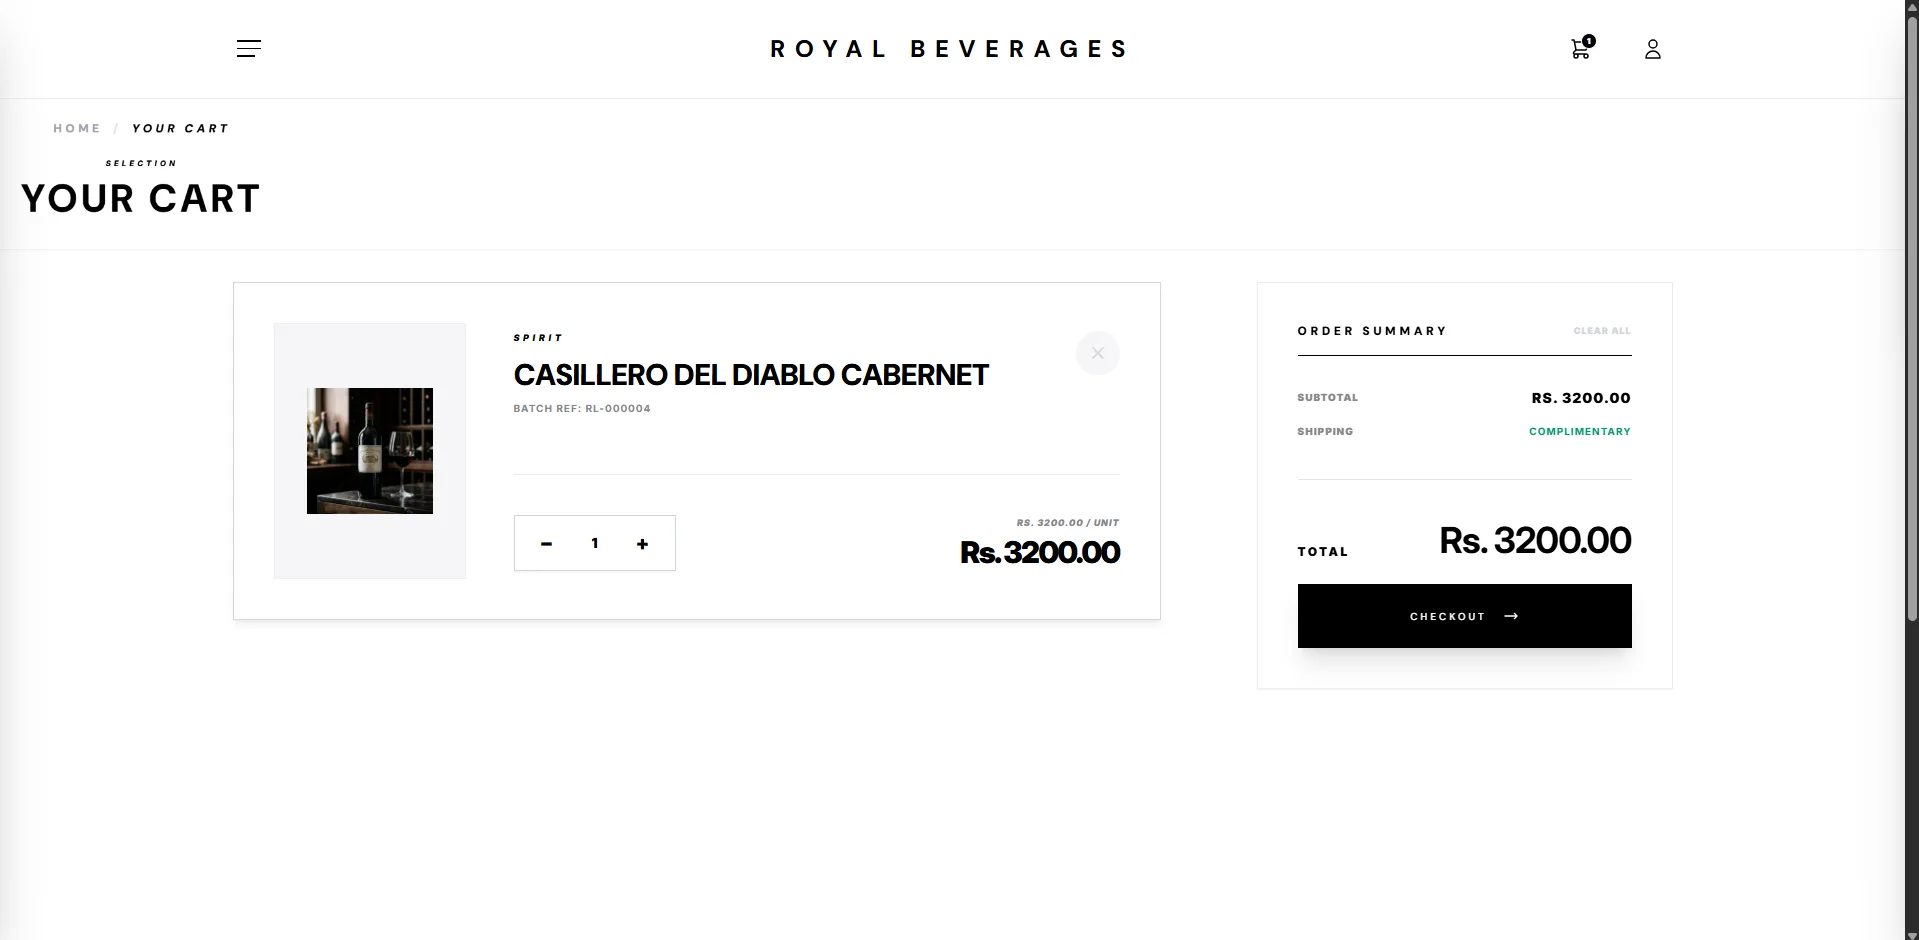 ROYAL BEVERAGES
1
HOME / YOUR CART
SELECTION
YOUR CART
SPIRIT
CASILLERO DEL DIABLO CABERNET
BATCH REF: RL-000004
− 1 +
RS. 3200.00 / UNIT
Rs. 3200.00
ORDER SUMMARY CLEAR ALL
SUBTOTAL RS. 3200.00
SHIPPING COMPLIMENTARY
TOTAL Rs. 3200.00
CHECKOUT →